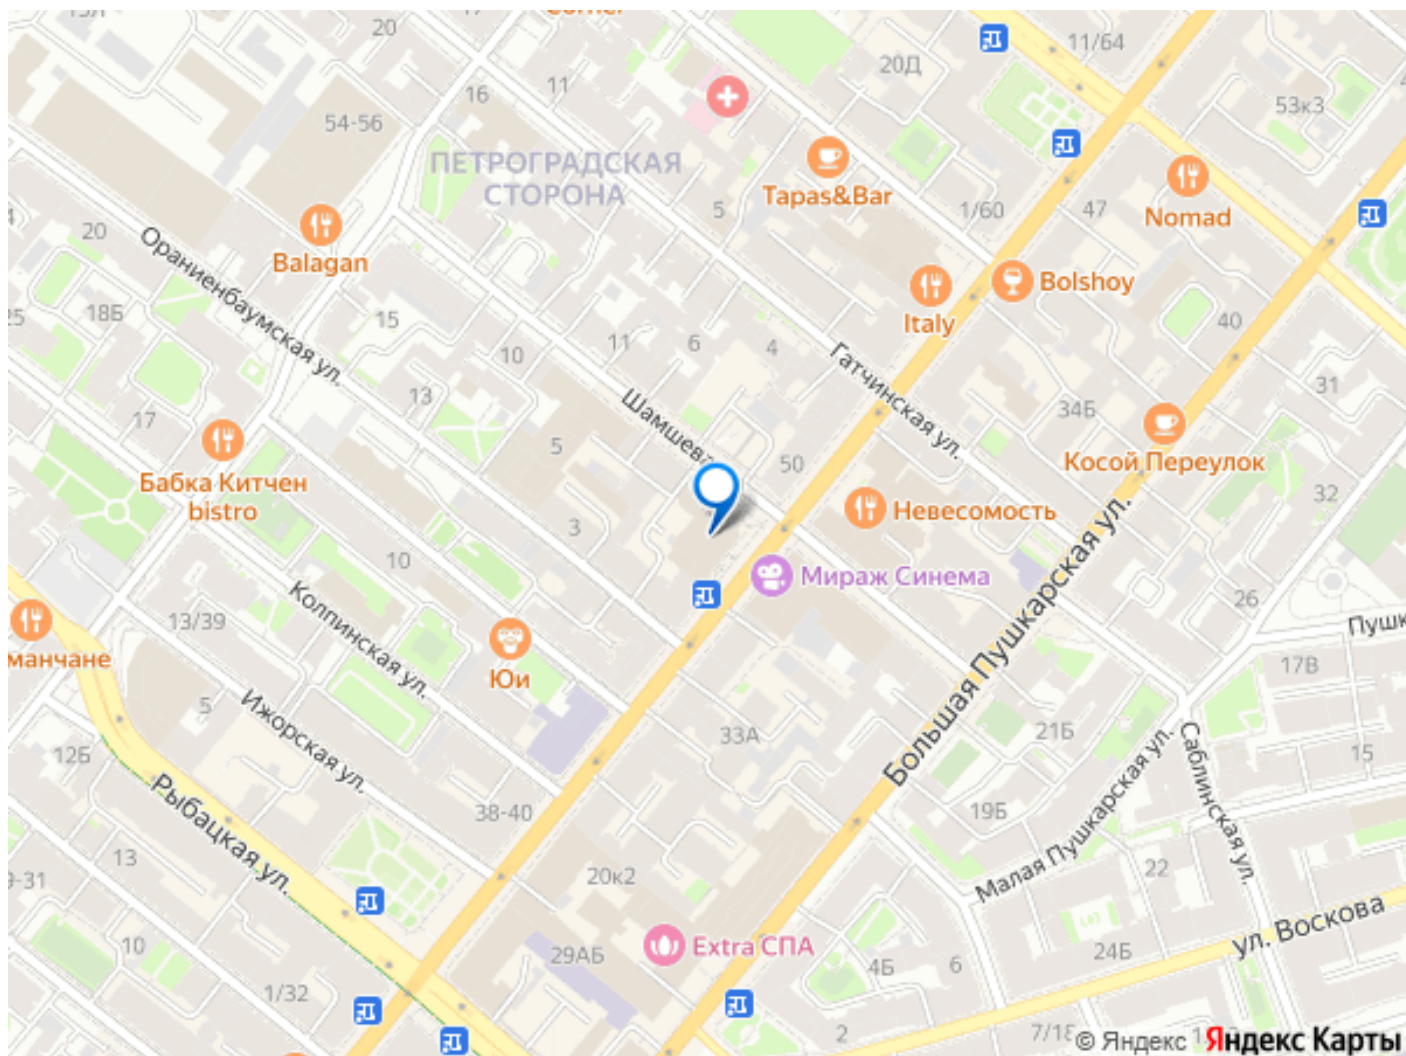 20
11/64
20Д
16
11
53к3
54-56
ПЕТРОГРАДСКАЯ
СТОРОНА
Tapas&Bar
5
1/60
47
Nomad
20
Balagan
Ораниенбаумская ул.
Bolshoy
18Б
15
Italy
40
25
10
11
6
4
Гатчинская ул.
31
13
Шамшева
34Б
17
5
50
Косой Переулок
Бабка Китчен
bistro
32
3
Невесомость
10
Мираж Синема
Большая Пушкарская ул.
Колпинская ул.
26
13/39
Юи
манчане
17В
5
Ижорская ул.
33А
21Б
15
12Б
Саблинская ул.
Рыбацкая ул.
38-40
19Б
Малая Пушкарская ул.
13
22
20к2
ул. Воскова
10
29АБ
Extra СПА
4Б
6
24Б
1/32
2
© Яндекс
Яндекс Карты